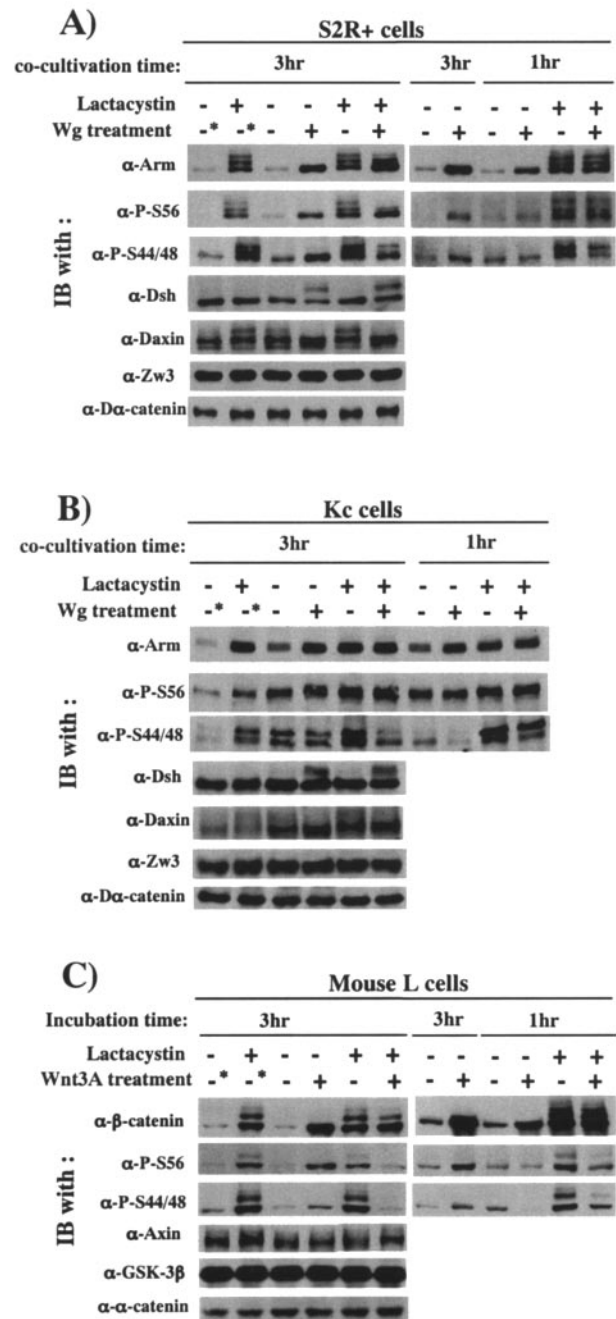 A)
S2R+ cells
co-cultivation time: 3hr 3hr 1hr
Lactacystin - + - - + + - - - - + +
Wg treatment -* -* - + - + - + - + - +
IB with :
α-Arm
α-P-S56
α-P-S44/48
α-Dsh
α-Daxin
α-Zw3
α-Dα-catenin
B)
Kc cells
co-cultivation time: 3hr 1hr
Lactacystin - + - - + + - - + +
Wg treatment -* -* - + - + - + - +
IB with :
α-Arm
α-P-S56
α-P-S44/48
α-Dsh
α-Daxin
α-Zw3
α-Dα-catenin
C)
Mouse L cells
Incubation time: 3hr 3hr 1hr
Lactacystin - + - - + + - - - - + +
Wnt3A treatment -* -* - + - + - + - + - +
IB with :
α-β-catenin
α-P-S56
α-P-S44/48
α-Axin
α-GSK-3β
α-α-catenin